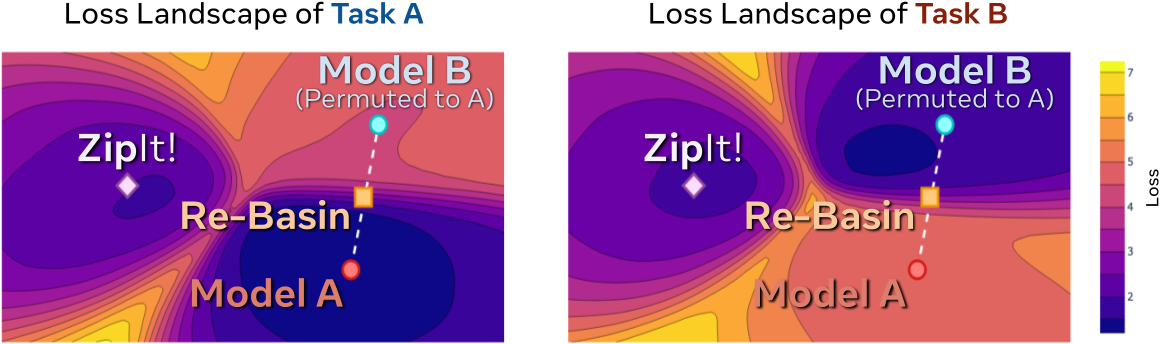 Loss Landscape of Task A
Model B
(Permuted to A)
ZipIt!
Re-Basin
Model A
Loss Landscape of Task B
Model B
(Permuted to A)
ZipIt!
Re-Basin
Model A
7
6
5
4
3
2
Loss